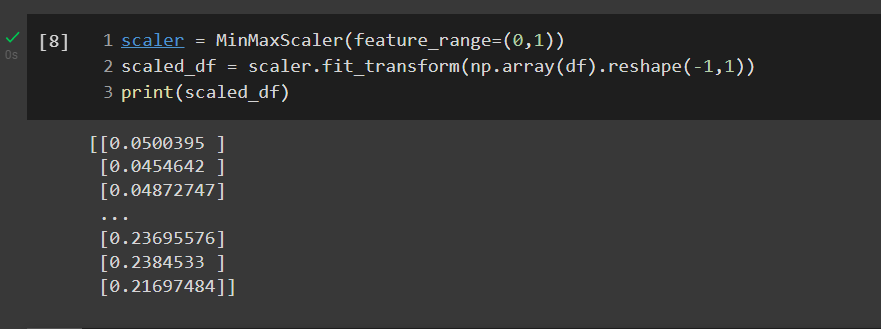 [8] 1 scaler = MinMaxScaler(feature_range=(0,1))
0s 2 scaled_df = scaler.fit_transform(np.array(df).reshape(-1,1))
3 print(scaled_df)
[[0.0500395 ]
[0.0454642 ]
[0.04872747]
...
[0.23695576]
[0.2384533 ]
[0.21697484]]